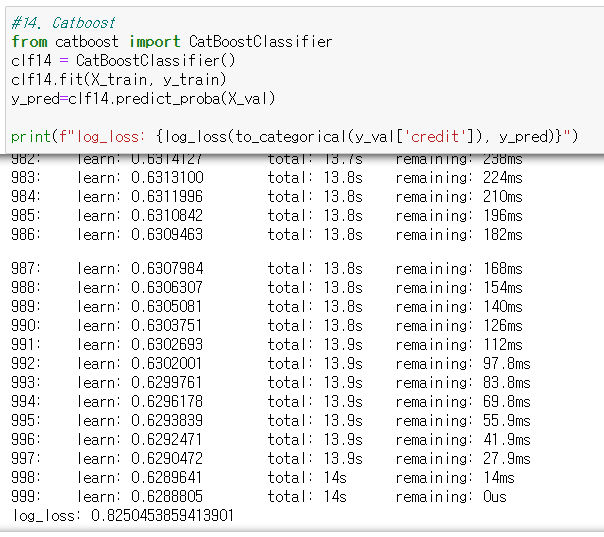 #14. Catboost
from catboost import CatBoostClassifier
clf14 = CatBoostClassifier()
clf14.fit(X_train, y_train)
y_pred=clf14.predict_proba(X_val)
print(f"log_loss: {log_loss(to_categorical(y_val['credit']), y_pred)}")
982: learn: 0.6314127 total: 13.7s remaining: 238ms
983: learn: 0.6313100 total: 13.8s remaining: 224ms
984: learn: 0.6311996 total: 13.8s remaining: 210ms
985: learn: 0.6310842 total: 13.8s remaining: 196ms
986: learn: 0.6309463 total: 13.8s remaining: 182ms
987: learn: 0.6307984 total: 13.8s remaining: 168ms
988: learn: 0.6306307 total: 13.8s remaining: 154ms
989: learn: 0.6305081 total: 13.8s remaining: 140ms
990: learn: 0.6303751 total: 13.8s remaining: 126ms
991: learn: 0.6302693 total: 13.9s remaining: 112ms
992: learn: 0.6302001 total: 13.9s remaining: 97.8ms
993: learn: 0.6299761 total: 13.9s remaining: 83.8ms
994: learn: 0.6296178 total: 13.9s remaining: 69.8ms
995: learn: 0.6293839 total: 13.9s remaining: 55.9ms
996: learn: 0.6292471 total: 13.9s remaining: 41.9ms
997: learn: 0.6290472 total: 13.9s remaining: 27.9ms
998: learn: 0.6289641 total: 14s remaining: 14ms
999: learn: 0.6288805 total: 14s remaining: 0us
log_loss: 0.8250453859413901